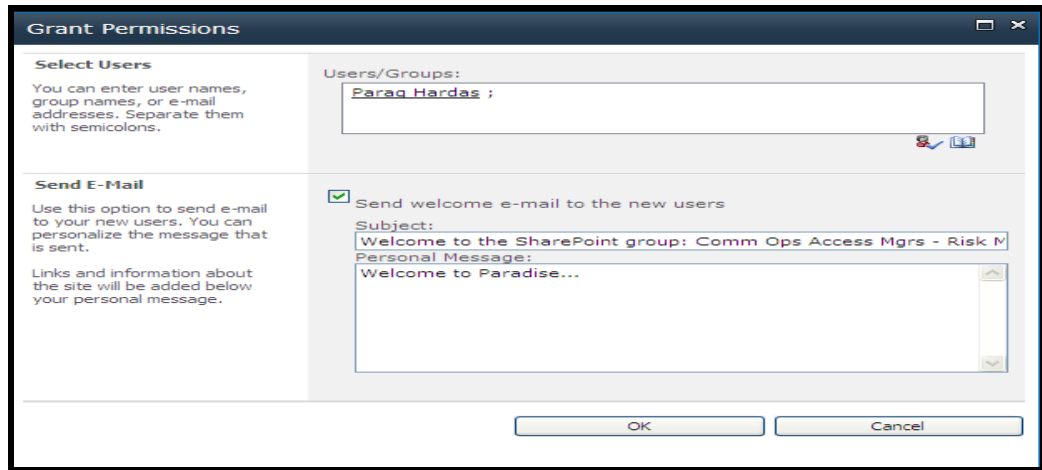 Grant Permissions
Select Users
You can enter user names,
group names, or e-mail
addresses. Separate them
with semicolons.
Users/Groups:
Parag Hardas ;
Send E-Mail
Use this option to send e-mail
to your new users. You can
personalize the message that
is sent.
Links and information about
the site will be added below
your personal message.
Send welcome e-mail to the new users
Subject:
Welcome to the SharePoint group: Comm Ops Access Mgrs - Risk M
Personal Message:
Welcome to Paradise...
OK
Cancel